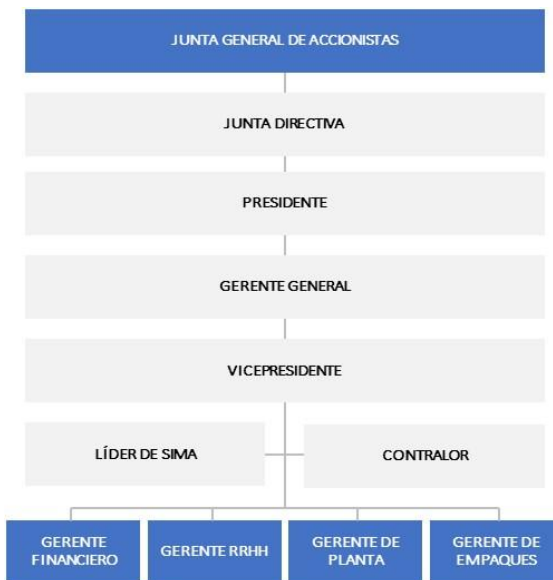 JUNTA GENERAL DE ACCIONISTAS
JUNTA DIRECTIVA
PRESIDENTE
GERENTE GENERAL
VICEPRESIDENTE
LÍDER DE SIMA
CONTRALOR
GERENTE
FINANCIERO
GERENTE RRHH
GERENTE DE
PLANTA
GERENTE DE
EMPAQUES